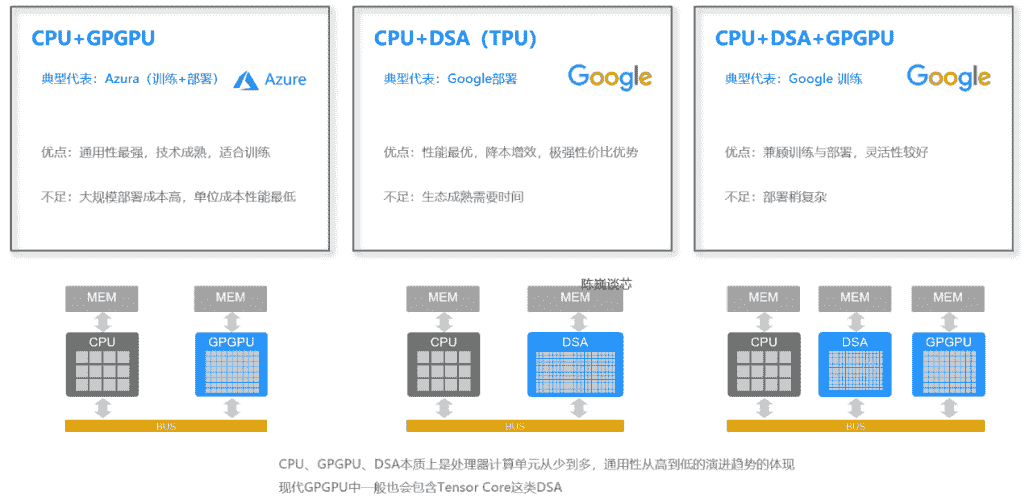 CPU+GPGPU
典型代表：Azura（训练+部署）
Azure
优点：通用性最强，技术成熟，适合训练
不足：大规模部署成本高，单位成本性能最低
CPU+DSA（TPU）
典型代表：Google部署
Google
优点：性能最优，降本增效，极强性价比优势
不足：生态成熟需要时间
CPU+DSA+GPGPU
典型代表：Google 训练
Google
优点：兼顾训练与部署，灵活性较好
不足：部署稍复杂
MEM
MEM
CPU
GPGPU
BUS
陈巍谈芯
MEM
MEM
CPU
DSA
BUS
MEM
MEM
MEM
CPU
DSA
GPGPU
BUS
CPU、GPGPU、DSA本质上是处理器计算单元从少到多，通用性从高到低的演进趋势的体现
现代GPGPU中一般也会包含Tensor Core这类DSA